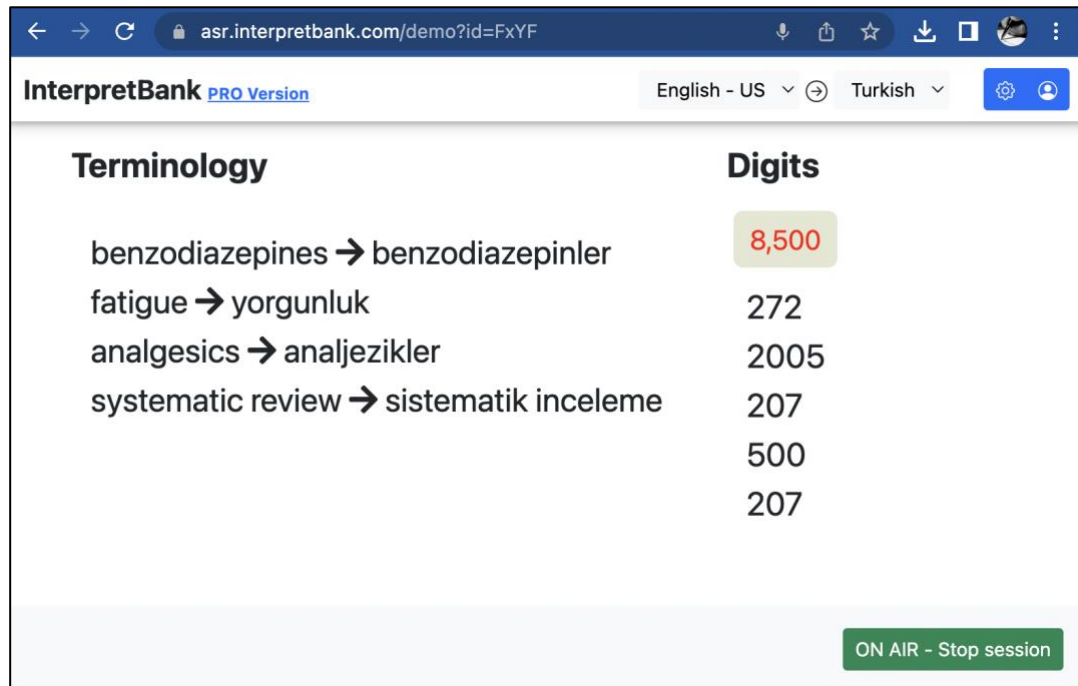 asr.interpretbank.com/demo?id=FxYF
InterpretBank PRO Version
English - US
Turkish
Terminology
benzodiazepines → benzodiazepinler
fatigue → yorgunluk
analgesics → analjezikler
systematic review → sistematik inceleme
Digits
8,500
272
2005
207
500
207
ON AIR - Stop session